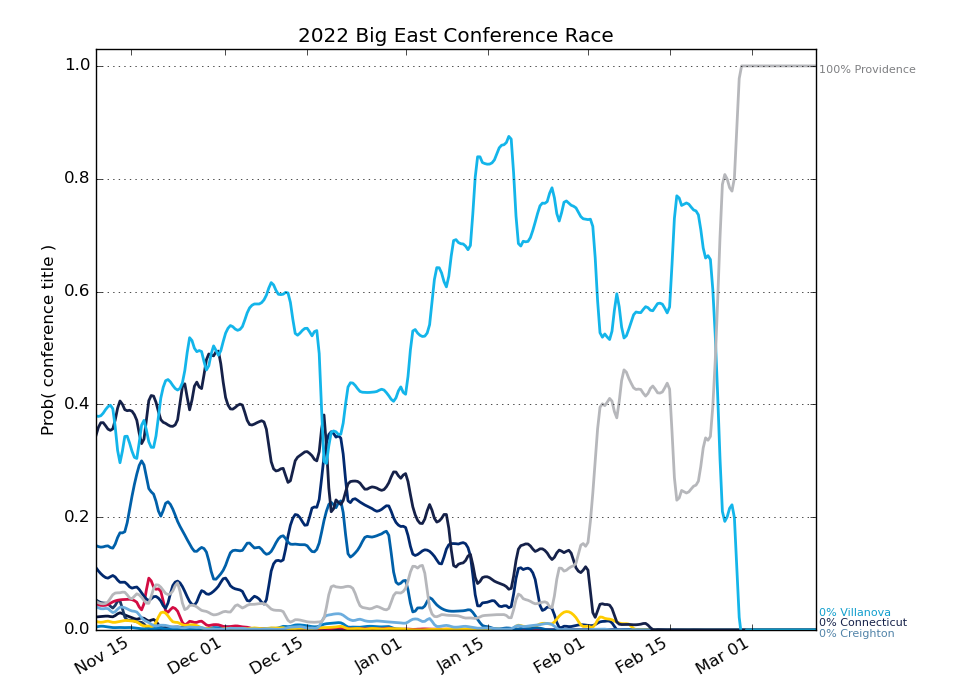 2022 Big East Conference Race
Prob( conference title )
1.0
0.8
0.6
0.4
0.2
0.0
100% Providence
0% Villanova
0% Connecticut
0% Creighton
Nov 15
Dec 01
Dec 15
Jan 01
Jan 15
Feb 01
Feb 15
Mar 01